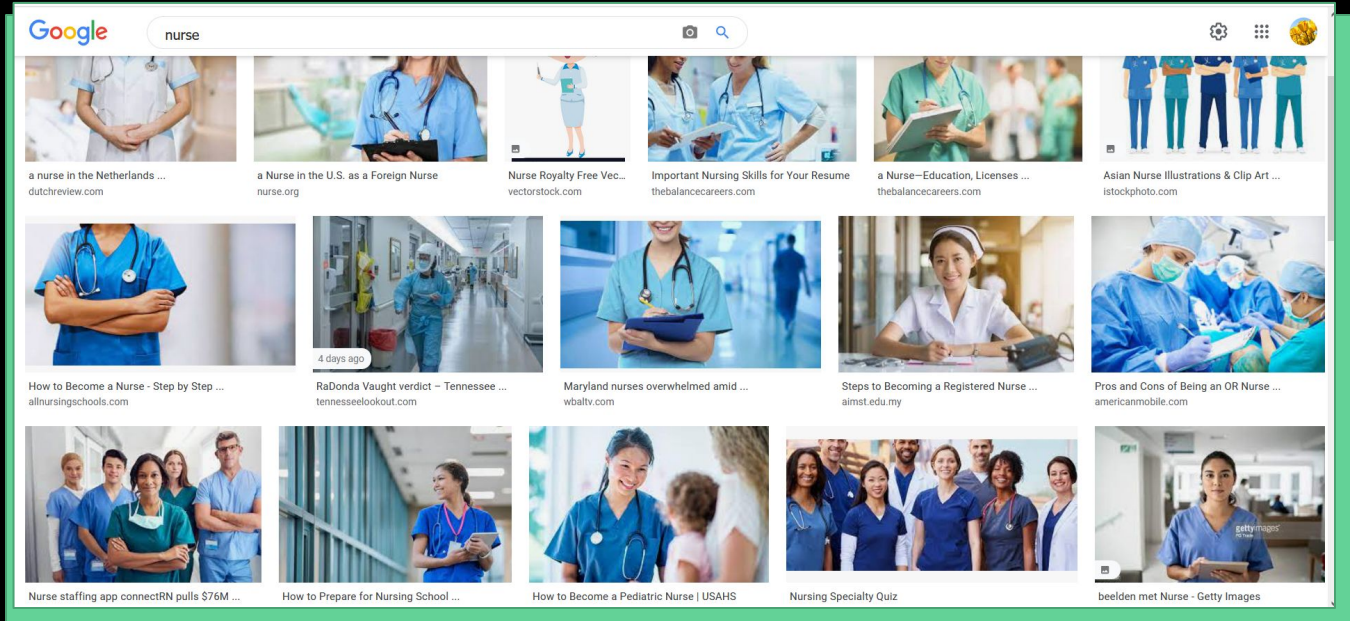 Google
nurse
a nurse in the Netherlands ...
dutchreview.com
a Nurse in the U.S. as a Foreign Nurse
nurse.org
Nurse Royalty Free Vec...
vectorstock.com
Important Nursing Skills for Your Resume
thebalancecareers.com
a Nurse—Education, Licenses ...
thebalancecareers.com
Asian Nurse Illustrations & Clip Art ...
istockphoto.com
4 days ago
How to Become a Nurse - Step by Step ...
allnursingschools.com
RaDonda Vaught verdict – Tennessee ...
tennesseelookout.com
Maryland nurses overwhelmed amid ...
wbaltv.com
Steps to Becoming a Registered Nurse ...
aimst.edu.my
Pros and Cons of Being an OR Nurse ...
americanmobile.com
gettyimages
Nurse staffing app connectRN pulls $76M ...
How to Prepare for Nursing School ...
How to Become a Pediatric Nurse | USAHS
Nursing Specialty Quiz
beelden met Nurse - Getty Images